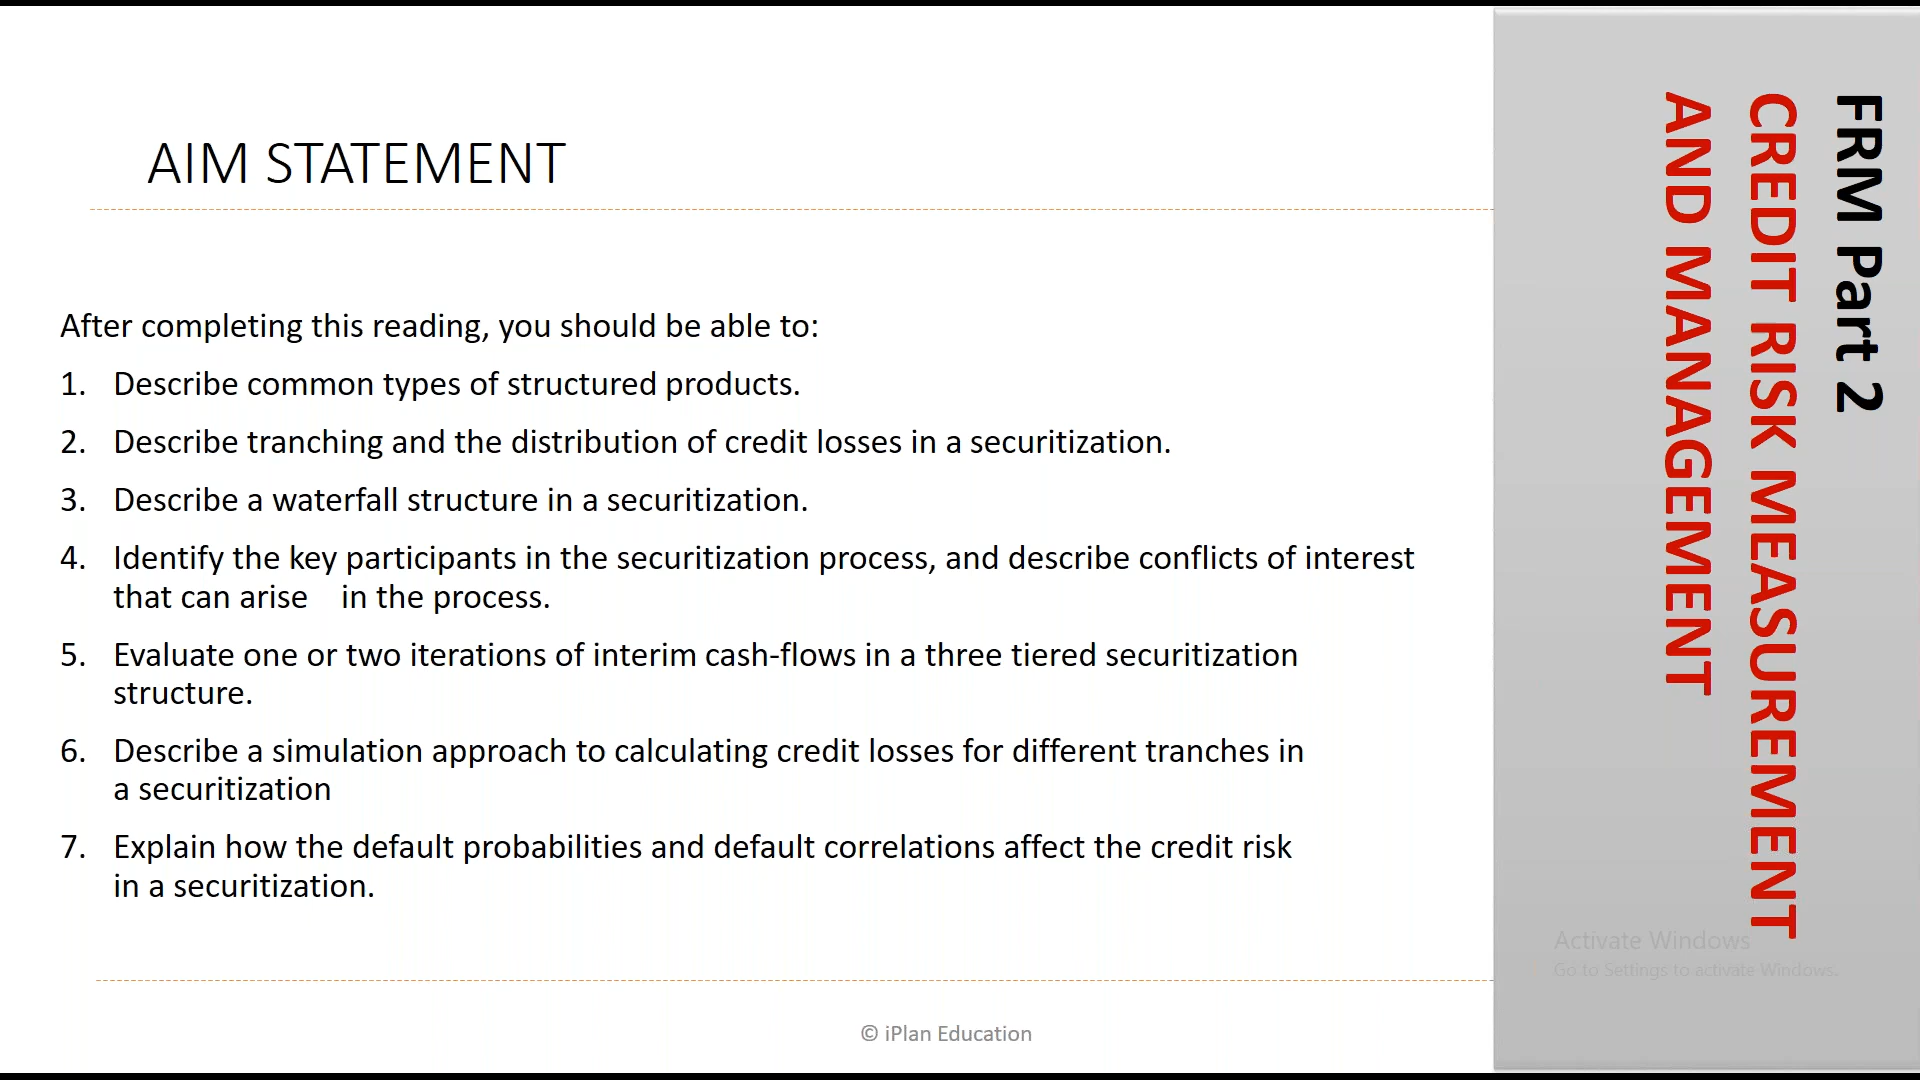 AIM STATEMENT
After completing this reading, you should be able to:
1. Describe common types of structured products.
2. Describe tranching and the distribution of credit losses in a securitization.
3. Describe a waterfall structure in a securitization.
4. Identify the key participants in the securitization process, and describe conflicts of interest
that can arise in the process.
5. Evaluate one or two iterations of interim cash-flows in a three tiered securitization
structure.
6. Describe a simulation approach to calculating credit losses for different tranches in
a securitization
7. Explain how the default probabilities and default correlations affect the credit risk
in a securitization.
© iPlan Education
FRM Part 2
CREDIT RISK MEASUREMENT
AND MANAGEMENT
Activate Windows
Go to Settings to activate Windows.